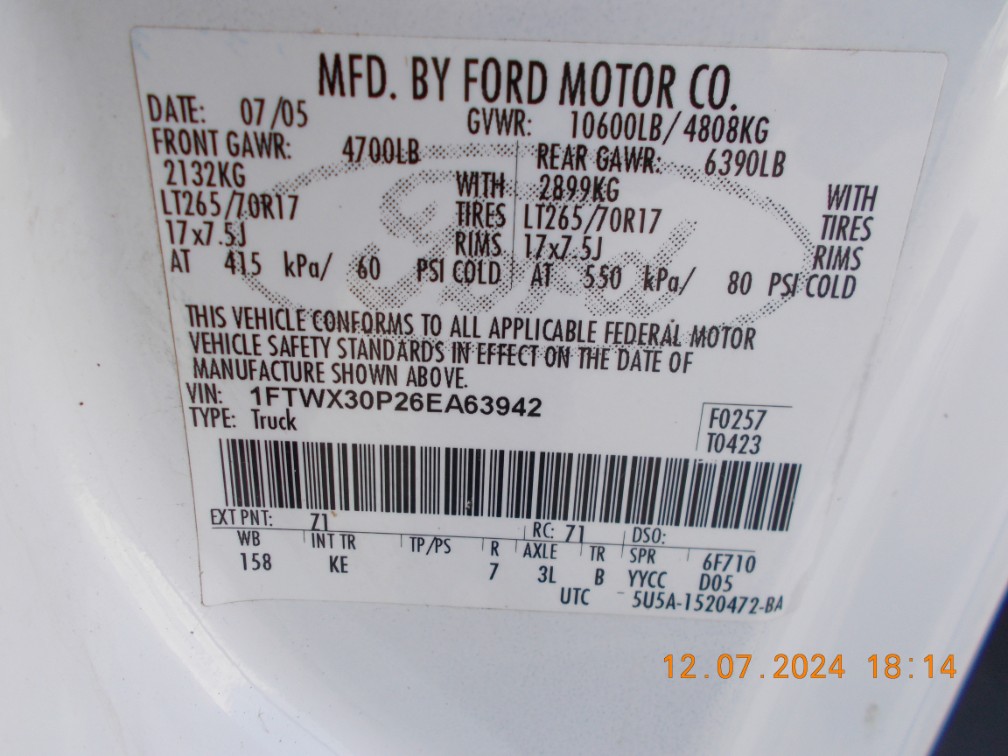 MFD. BY FORD MOTOR CO.
DATE: 07/05 GVWR: 10600LB/4808KG
FRONT GAWR: 4700LB REAR GAWR: 6390LB
2132KG WITH 2899KG WITH
LT265/70R17 TIRES LT265/70R17 TIRES
17x7.5J RIMS 17x7.5J RIMS
AT 415 kPa/ 60 PSI COLD AT 550 kPa/ 80 PSI COLD
Ford
THIS VEHICLE CONFORMS TO ALL APPLICABLE FEDERAL MOTOR
VEHICLE SAFETY STANDARDS IN EFFECT ON THE DATE OF
MANUFACTURE SHOWN ABOVE.
VIN: 1FTWX30P26EA63942
TYPE: Truck
F0257
T0423
EXT PNT: Z1 RC: 71 DSO:
WB INT TR TP/PS R AXLE TR SPR 6F710
158 KE 7 3L B YYCC D05
UTC 5U5A-1520472-BA
12.07.2024 18:14